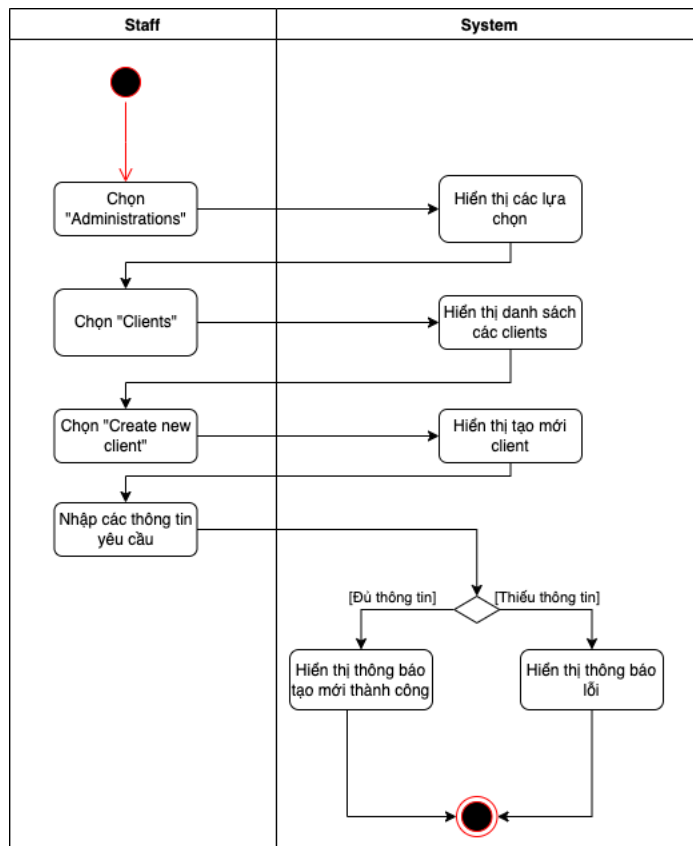 Staff
System
Chọn
"Administrations"
Hiển thị các lựa
chọn
Chọn "Clients"
Hiển thị danh sách
các clients
Chọn "Create new
client"
Hiển thị tạo mới
client
Nhập các thông tin
yêu cầu
[Đủ thông tin]
[Thiếu thông tin]
Hiển thị thông báo
tạo mới thành công
Hiển thị thông báo
lỗi